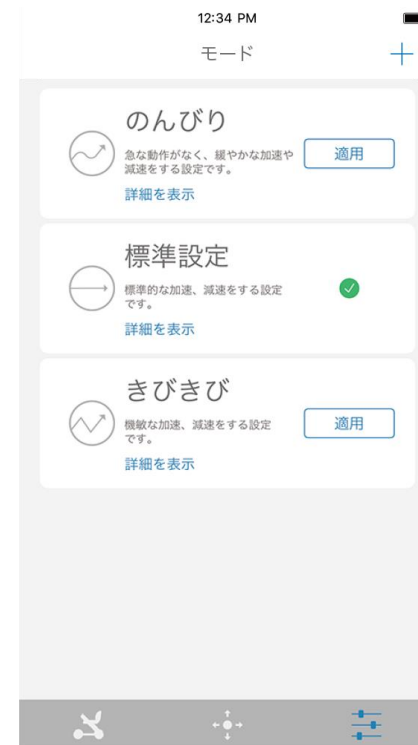 12:34 PM
モード
のんびり
急な動作がなく、緩やかな加速や
減速をする設定です。
適用
詳細を表示
標準設定
標準的な加速、減速をする設定
です。
詳細を表示
きびきび
機敏な加速、減速をする設定
です。
適用
詳細を表示